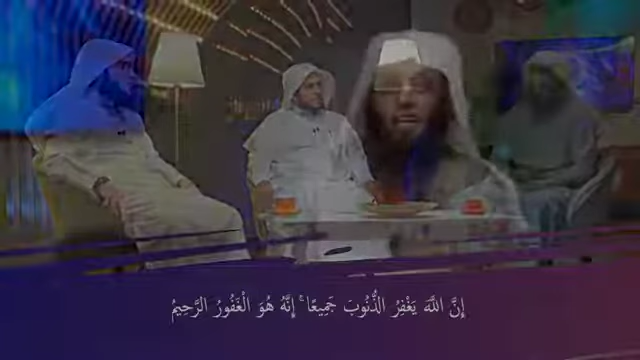 إِنَّ اللَّهَ يَغْفِرُ الذُّنُوبَ جَمِيعًا ۚ إِنَّهُ هُوَ الْغَفُورُ الرَّحِيمُ